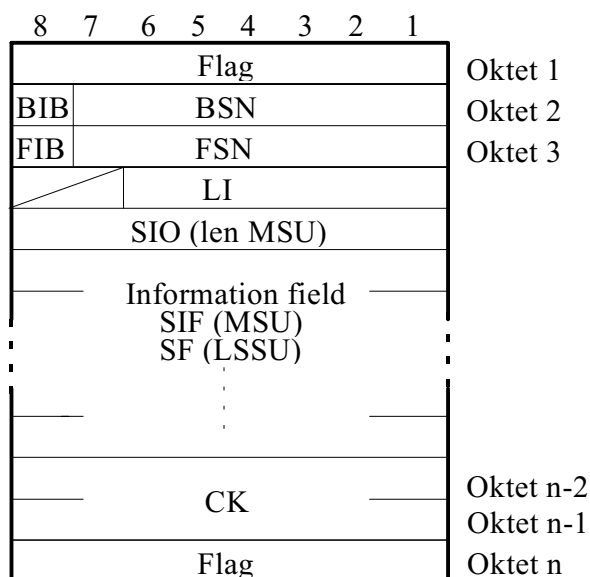 8 7 6 5 4 3 2 1
Flag Oktet 1
BIB BSN Oktet 2
FIB FSN Oktet 3
LI
SIO (len MSU)
Information field
SIF (MSU)
SF (LSSU)
CK Oktet n-2
Oktet n-1
Flag Oktet n